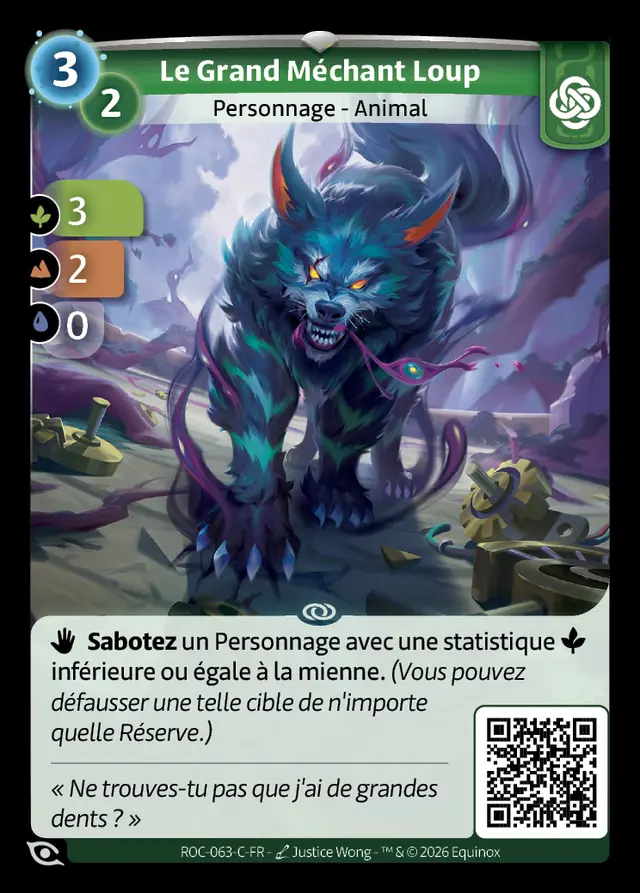 3
Le Grand Méchant Loup
2
Personnage - Animal
3
2
0
Sabotez un Personnage avec une statistique
inférieure ou égale à la mienne. (Vous pouvez
défausser une telle cible de n'importe
quelle Réserve.)
« Ne trouves-tu pas que j'ai de grandes
dents ? »
ROC-063-C-FR - Justice Wong - ™ & © 2026 Equinox